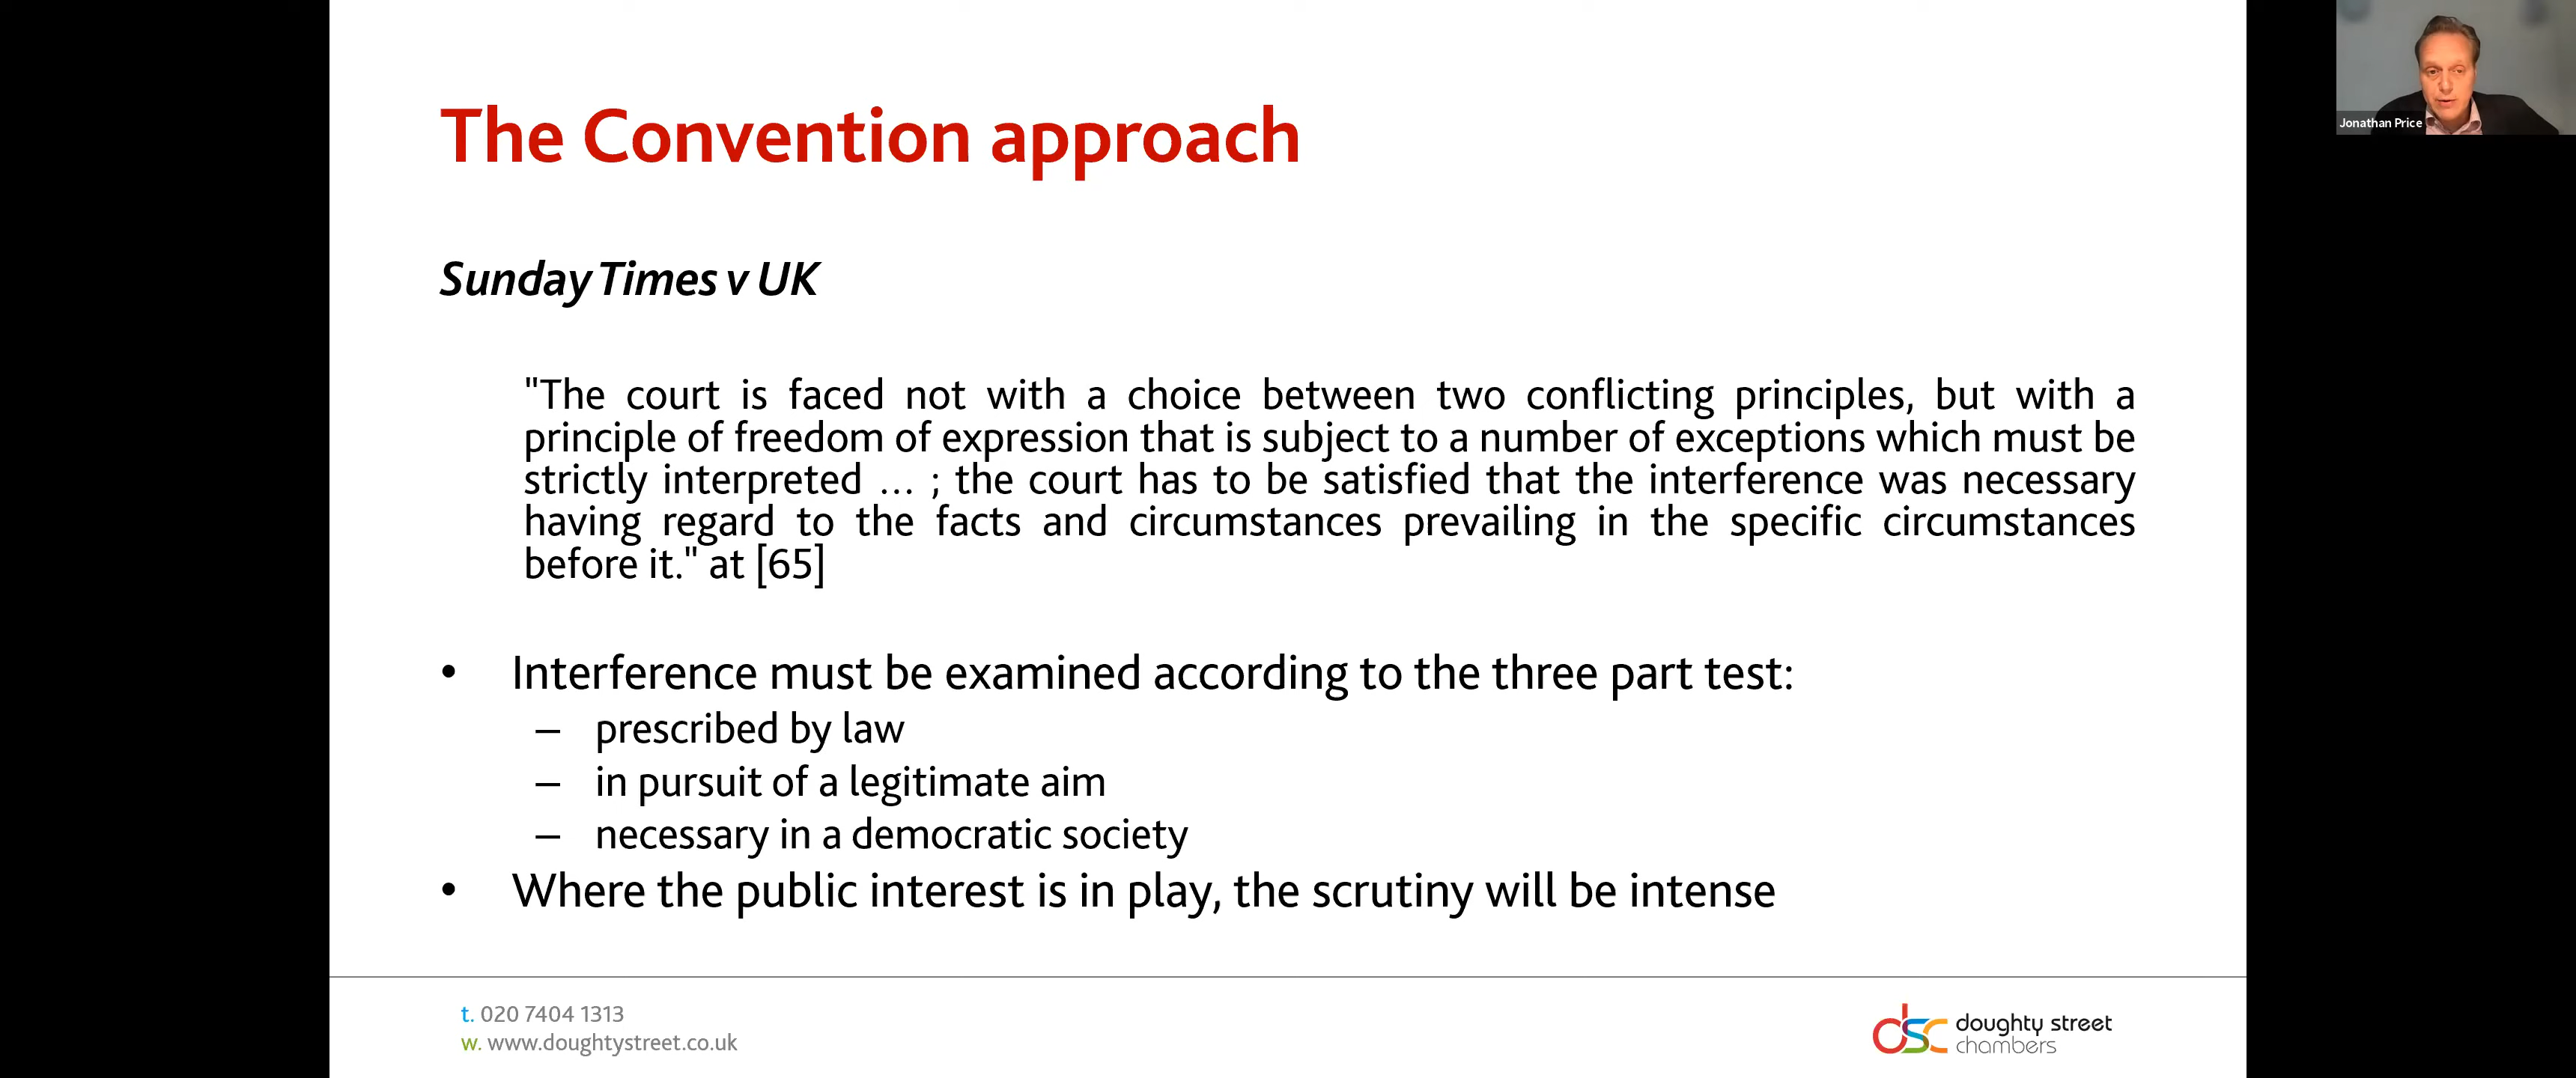 The Convention approach
Jonathan Price
Sunday Times v UK
"The court is faced not with a choice between two conflicting principles, but with a
principle of freedom of expression that is subject to a number of exceptions which must be
strictly interpreted … ; the court has to be satisfied that the interference was necessary
having regard to the facts and circumstances prevailing in the specific circumstances
before it." at [65]
• Interference must be examined according to the three part test:
– prescribed by law
– in pursuit of a legitimate aim
– necessary in a democratic society
• Where the public interest is in play, the scrutiny will be intense
t. 020 7404 1313
w. www.doughtystreet.co.uk
dsc doughty street
chambers